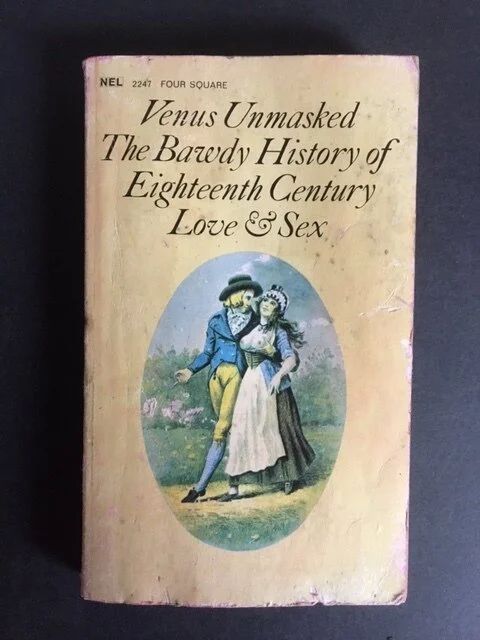 NEL 2247 FOUR SQUARE
Venus Unmasked
The Bawdy History of
Eighteenth Century
Love & Sex